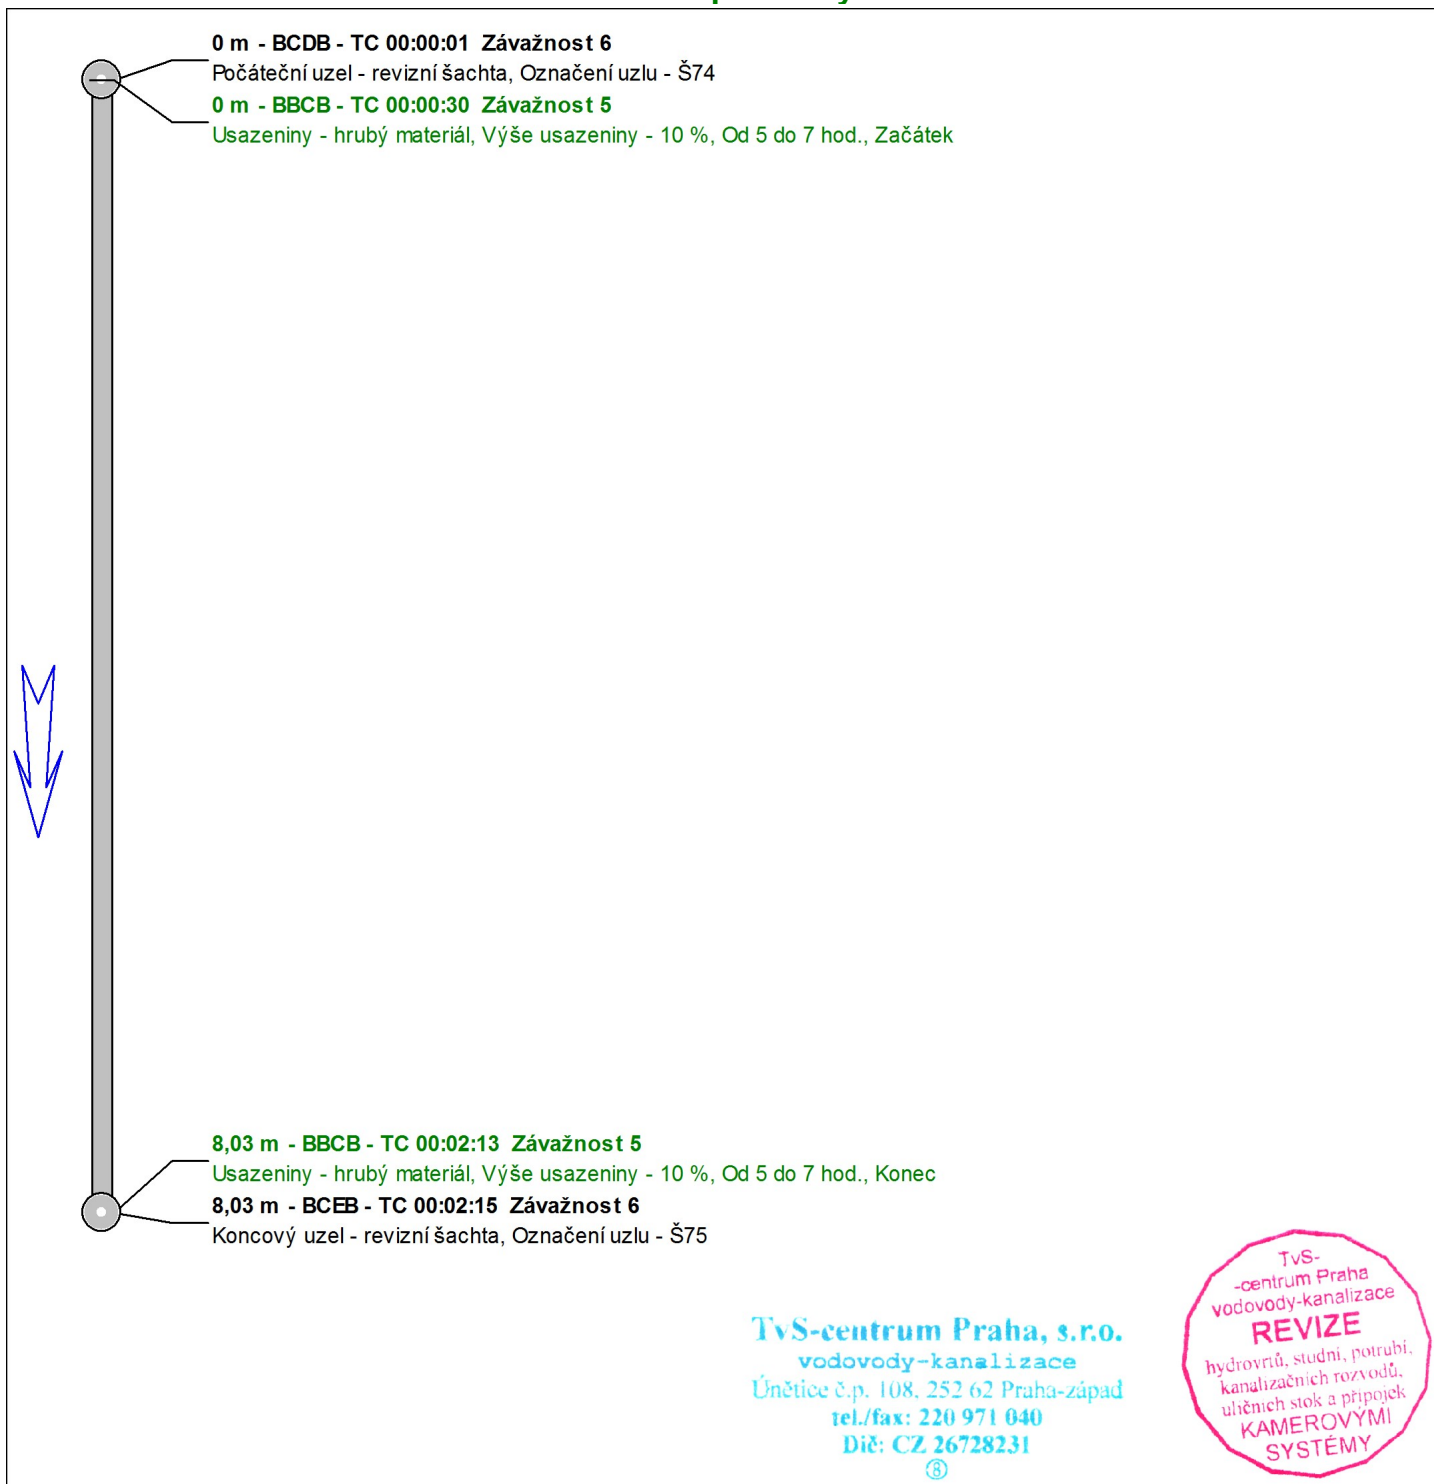 0 m - BCDB - TC 00:00:01 Závažnost 6
Počáteční uzel - revizní šachta, Označení uzlu - Š74
0 m - BBCB - TC 00:00:30 Závažnost 5
Usazeniny - hrubý materiál, Výše usazeniny - 10 %, Od 5 do 7 hod., Začátek
8,03 m - BBCB - TC 00:02:13 Závažnost 5
Usazeniny - hrubý materiál, Výše usazeniny - 10 %, Od 5 do 7 hod., Konec
8,03 m - BCEB - TC 00:02:15 Závažnost 6
Koncový uzel - revizní šachta, Označení uzlu - Š75
TvS-centrum Praha, s.r.o.
vodovody-kanalizace
Únětice č.p. 108, 252 62 Praha-západ
tel./fax: 220 971 040
Dič: CZ 26728231
⑧
TvS-
-centrum Praha
vodovody-kanalizace
REVIZE
hydrovrtů, studní, potrubí,
kanalizačních rozvodů,
uličních stok a přípojek
KAMEROVÝMI
SYSTÉMY